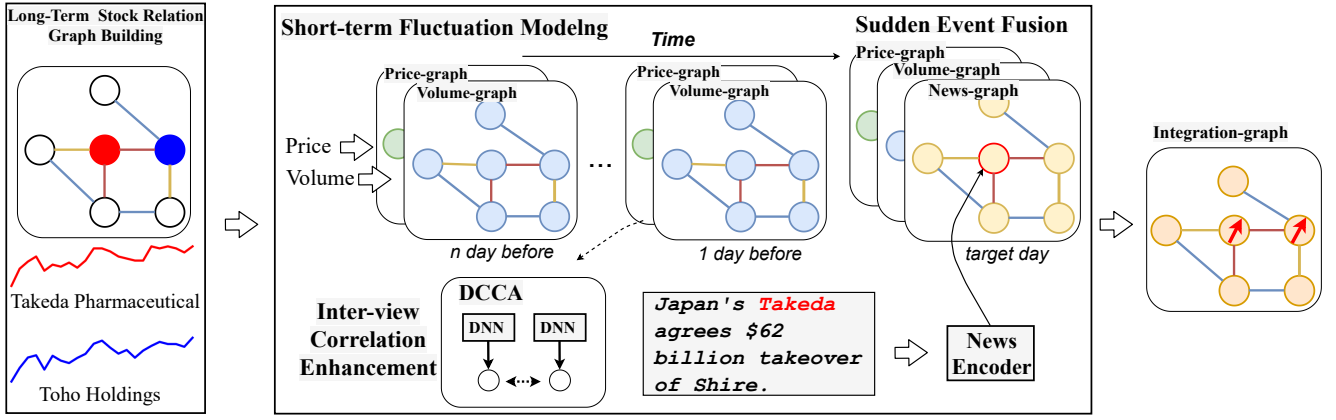 Long-Term Stock Relation
Graph Building
Takeda Pharmaceutical
Toho Holdings
Short-term Fluctuation Modelng
Time
Sudden Event Fusion
Price-graph
Volume-graph
Price-graph
Volume-graph
Price-graph
Volume-graph
News-graph
Price
Volume
...
n day before
1 day before
target day
Inter-view
Correlation
Enhancement
DCCA
DNN
DNN
Japan's Takeda
agrees $62
billion takeover
of Shire.
News
Encoder
Integration-graph